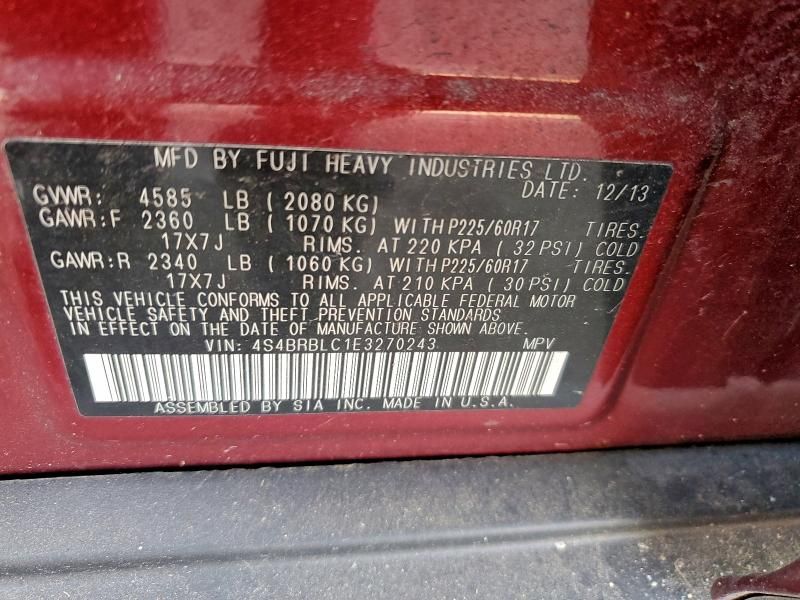 MFD BY FUJI HEAVY INDUSTRIES LTD.
DATE: 12/13
GVWR: 4585 LB ( 2080 KG)
GAWR:F 2360 LB ( 1070 KG) WITH P225/60R17 TIRES.
17X7J RIMS. AT 220 KPA ( 32 PSI) COLD
GAWR:R 2340 LB ( 1060 KG) WITH P225/60R17 TIRES.
17X7J RIMS. AT 210 KPA ( 30 PSI) COLD
THIS VEHICLE CONFORMS TO ALL APPLICABLE FEDERAL MOTOR
VEHICLE SAFETY AND THEFT PREVENTION STANDARDS
IN EFFECT ON THE DATE OF MANUFACTURE SHOWN ABOVE.
VIN: 4S4BRBLC1E3270243 MPV
ASSEMBLED BY SIA INC. MADE IN U.S.A.